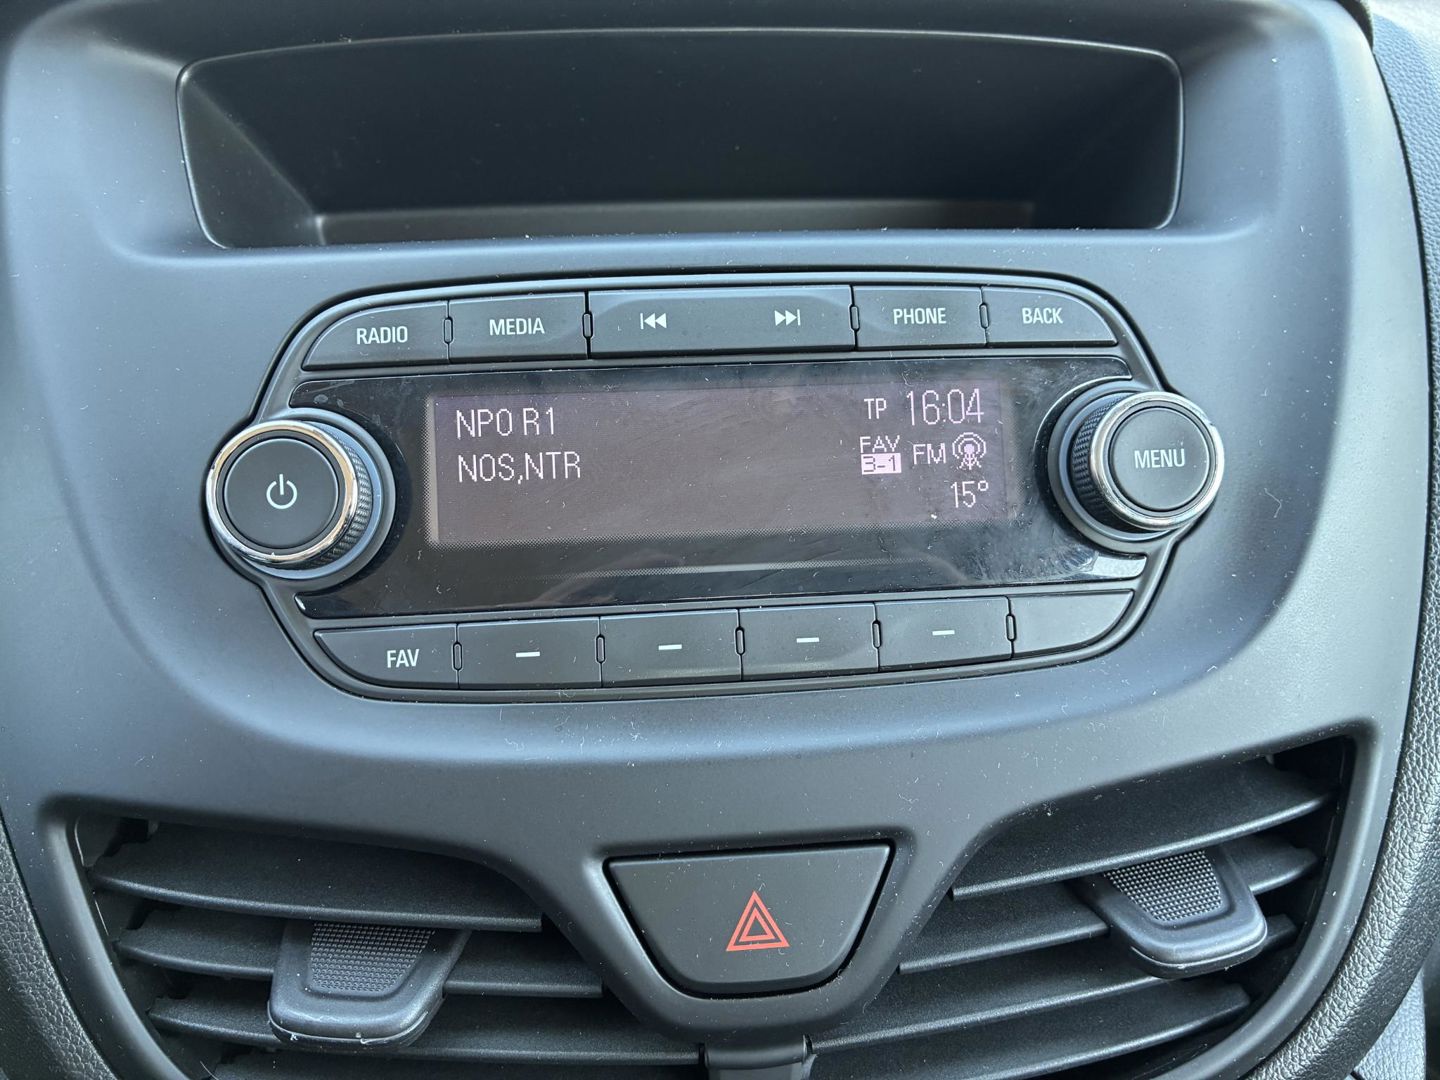 RADIO MEDIA PHONE BACK
NPO R1 TP 16:04
NOS,NTR FAV 3-1 FM
15°
MENU
FAV